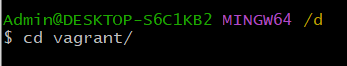 Admin@DESKTOP-S6C1KB2 MINGW64 /d
$ cd vagrant/